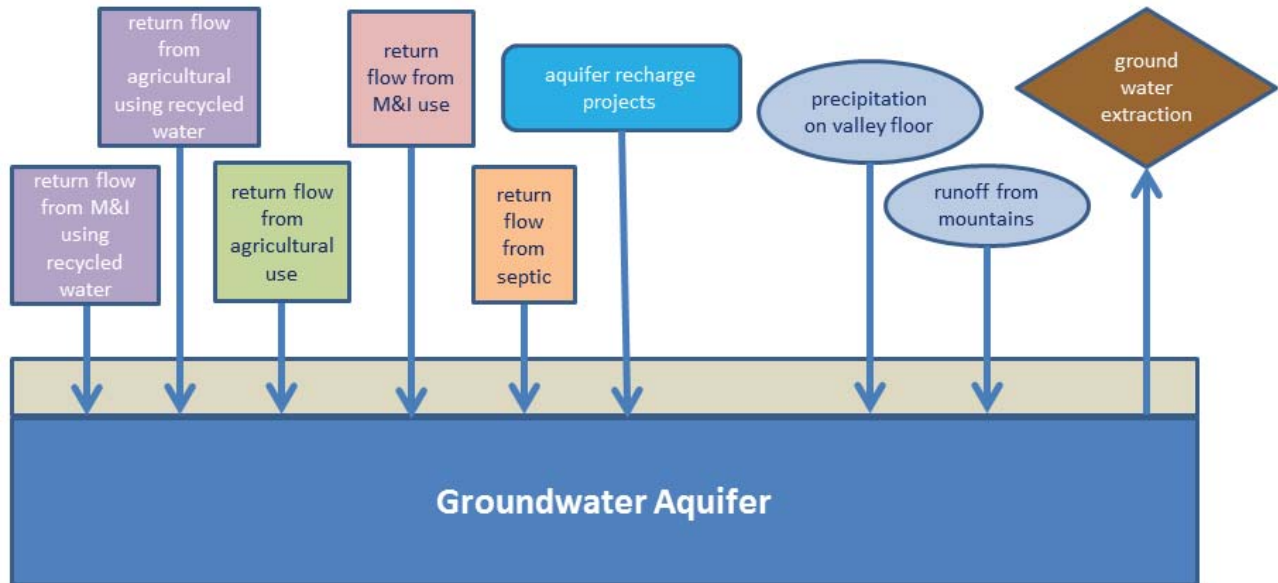 return flow
from
agricultural
using recycled
water
return
flow from
M&I use
aquifer recharge
projects
precipitation
on valley floor
ground
water
extraction
return flow
from M&I
using
recycled
water
return flow
from
agricultural
use
return
flow
from
septic
runoff from
mountains
Groundwater Aquifer